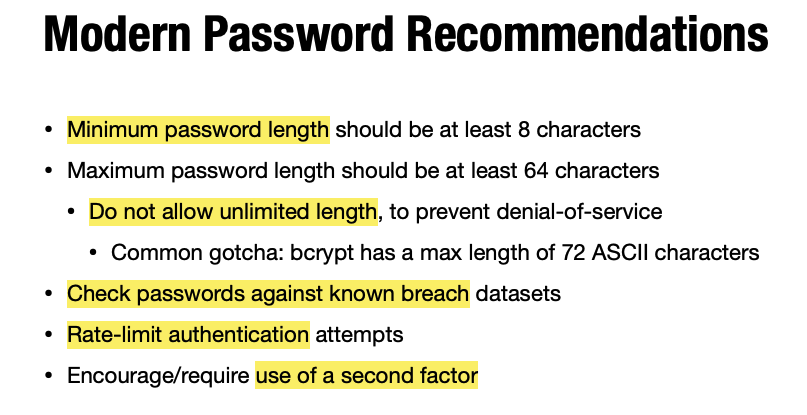 Modern Password Recommendations
• Minimum password length should be at least 8 characters
• Maximum password length should be at least 64 characters
• Do not allow unlimited length, to prevent denial-of-service
• Common gotcha: bcrypt has a max length of 72 ASCII characters
• Check passwords against known breach datasets
• Rate-limit authentication attempts
• Encourage/require use of a second factor